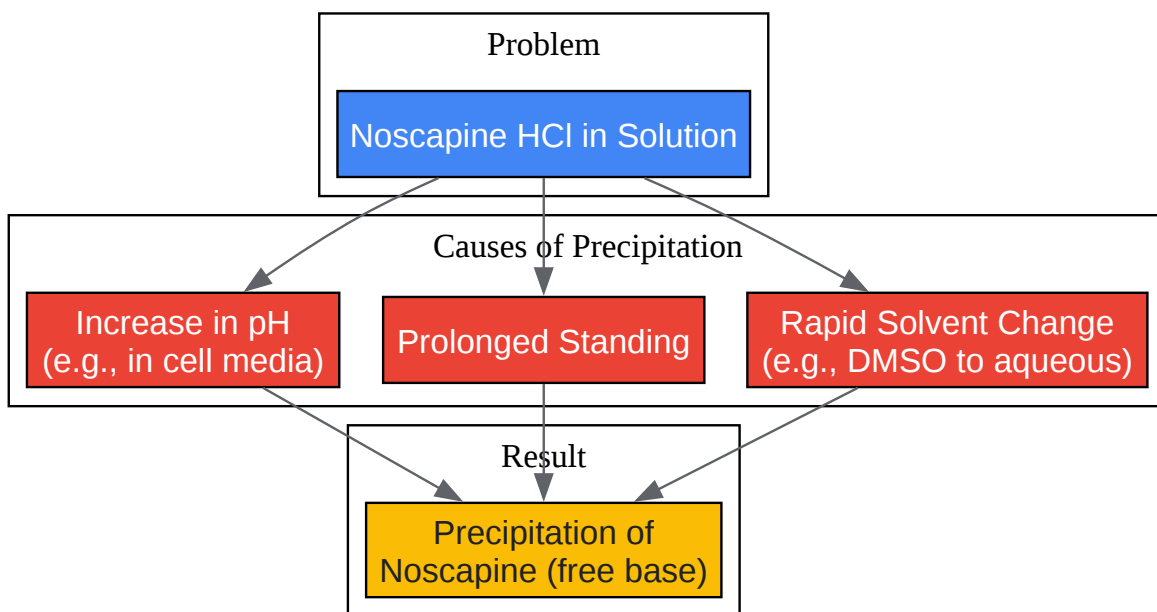 Problem
Noscapine HCl in Solution
Causes of Precipitation
Increase in pH
(e.g., in cell media)
Prolonged Standing
Rapid Solvent Change
(e.g., DMSO to aqueous)
Result
Precipitation of
Noscapine (free base)